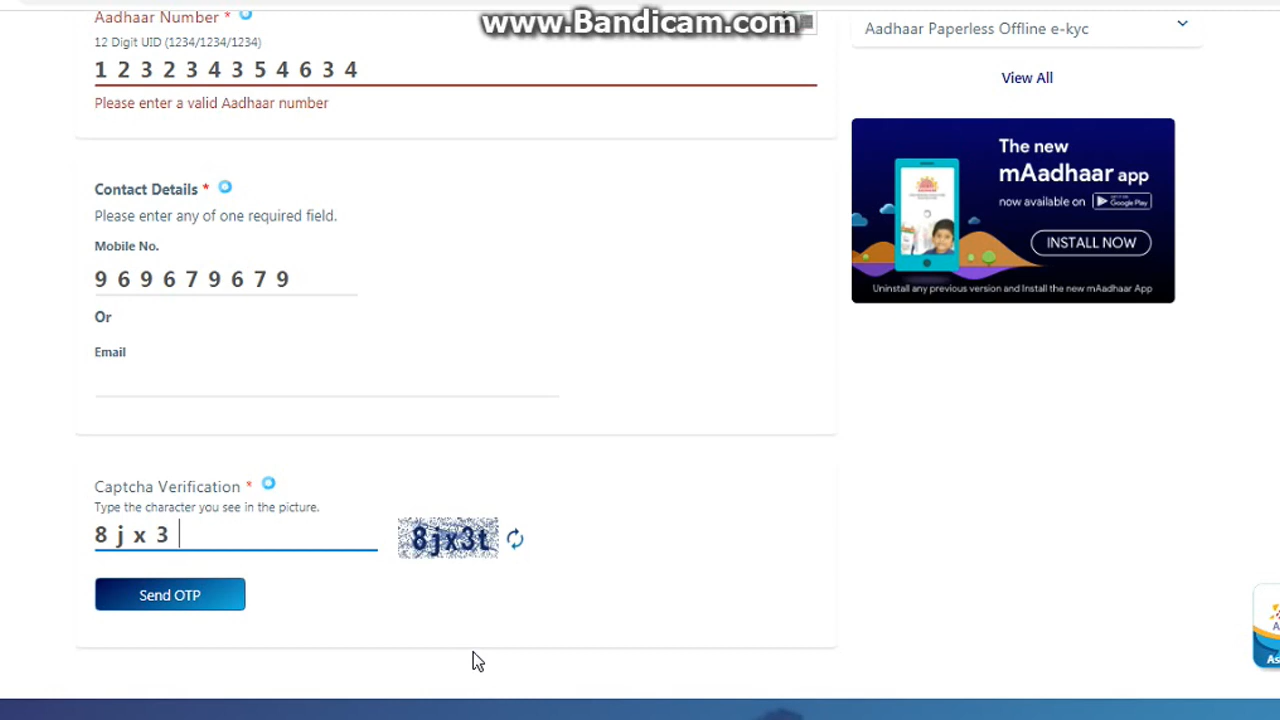 www.Bandicam.com
Aadhaar Number *
12 Digit UID (1234/1234/1234)
1 2 3 2 3 4 3 5 4 6 3 4
Please enter a valid Aadhaar number
Contact Details *
Please enter any of one required field.
Mobile No.
9 6 9 6 7 9 6 7 9
Or
Email
Captcha Verification *
Type the character you see in the picture.
8 j x 3
8jx3t
Send OTP
Aadhaar Paperless Offline e-kyc
View All
The new
mAadhaar app
now available on Google Play
INSTALL NOW
Uninstall any previous version and Install the new mAadhaar App